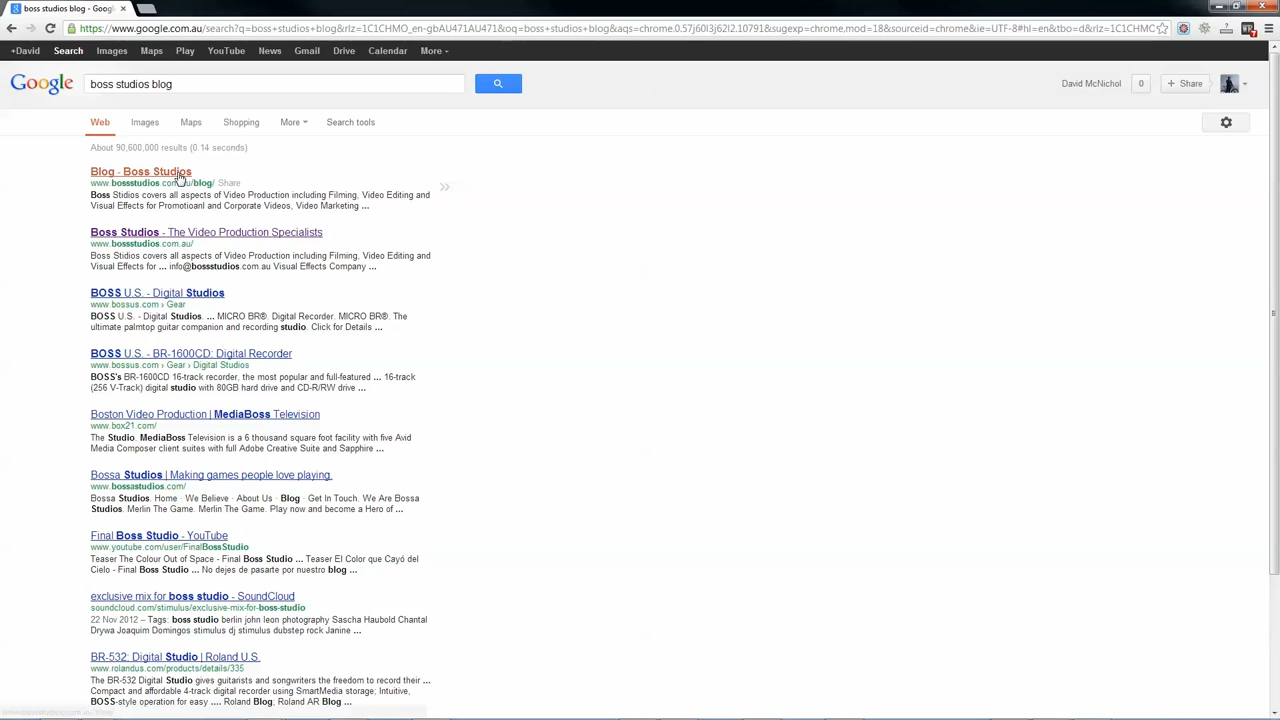 boss studios blog - Google
https://www.google.com.au/search?q=boss+studios+blog&rlz=1C1CHMO_en-gbAU471AU471&oq=boss+studios+blog&aqs=chrome.0.57j60l3j62l2.10791&sugexp=chrome,mod=18&sourceid=chrome&ie=UTF-8#hl=en&tbo=d&rlz=1C1CHMO
+David Search Images Maps Play YouTube News Gmail Drive Calendar More
Google boss studios blog David McNichol 0 + Share
Web Images Maps Shopping More Search tools
About 90,600,000 results (0.14 seconds)
Blog - Boss Studios
www.bossstudios.com.au/blog/ Share
Boss Stidios covers all aspects of Video Production including Filming, Video Editing and
Visual Effects for Promotioanl and Corporate Videos, Video Marketing ...
Boss Studios - The Video Production Specialists
www.bossstudios.com.au/
Boss Stidios covers all aspects of Video Production including Filming, Video Editing and
Visual Effects for ... info@bossstudios.com.au Visual Effects Company ...
BOSS U.S. - Digital Studios
www.bossus.com › Gear
BOSS U.S. - Digital Studios. ... MICRO BR®. Digital Recorder. MICRO BR®. The
ultimate palmtop guitar companion and recording studio. Click for Details ...
BOSS U.S. - BR-1600CD: Digital Recorder
www.bossus.com › Gear › Digital Studios
BOSS's BR-1600CD 16-track recorder, the most popular and full-featured ... 16-track
(256 V-Track) digital studio with 80GB hard drive and CD-R/RW drive ...
Boston Video Production | MediaBoss Television
www.box21.com/
The Studio. MediaBoss Television is a 6 thousand square foot facility with five Avid
Media Composer client suites with full Adobe Creative Suite and Sapphire ...
Bossa Studios | Making games people love playing.
www.bossastudios.com/
Bossa Studios. Home · We Believe · About Us · Blog · Get In Touch. We Are Bossa
Studios. Merlin The Game. Merlin The Game. Play now and become a Hero of ...
Final Boss Studio - YouTube
www.youtube.com/user/FinalBossStudio
Teaser The Colour Out of Space - Final Boss Studio ... Teaser El Color que Cayó del
Cielo - Final Boss Studio ... No dejes de pasarte por nuestro blog ...
exclusive mix for boss studio - SoundCloud
soundcloud.com/stimulus/exclusive-mix-for-boss-studio
22 Nov 2012 – Tags: boss studio berlin john leon photography Sascha Haubold Chantal
Drywa Joaquim Domingos stimulus dj stimulus dubstep rock Janine ...
BR-532: Digital Studio | Roland U.S.
www.rolandus.com/products/details/335
The BR-532 Digital Studio gives guitarists and songwriters the freedom to record their ...
Compact and affordable 4-track digital recorder using SmartMedia storage; Intuitive,
BOSS-style operation for easy .... Roland Blog; Roland AR Blog ...